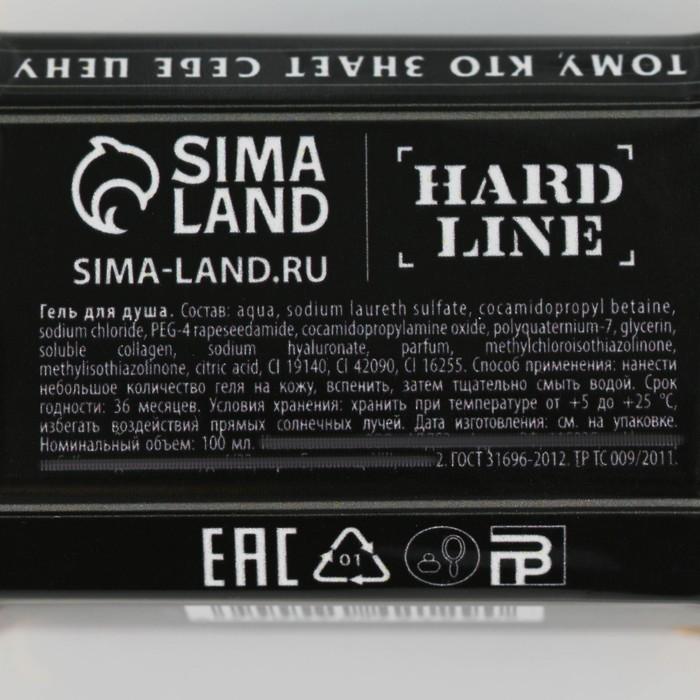 ТОМУ, КТО ЗНАЕТ СЕБЕ ЦЕНУ
SIMA
LAND
SIMA-LAND.RU
HARD
LINE
Гель для душа. Состав: aqua, sodium laureth sulfate, cocamidopropyl betaine,
sodium chloride, PEG-4 rapeseedamide, cocamidopropylamine oxide, polyquaternium-7, glycerin,
soluble collagen, sodium hyaluronate, parfum, methylchloroisothiazolinone,
methylisothiazolinone, citric acid, CI 19140, CI 42090, CI 16255. Способ применения: нанести
небольшое количество геля на кожу, вспенить, затем тщательно смыть водой. Срок
годности: 36 месяцев. Условия хранения: хранить при температуре от +5 до +25 °C,
избегать воздействия прямых солнечных лучей. Дата изготовления: см. на упаковке.
Номинальный объем: 100 мл.
2. ГОСТ 31696-2012. ТР ТС 009/2011.
EAC
01